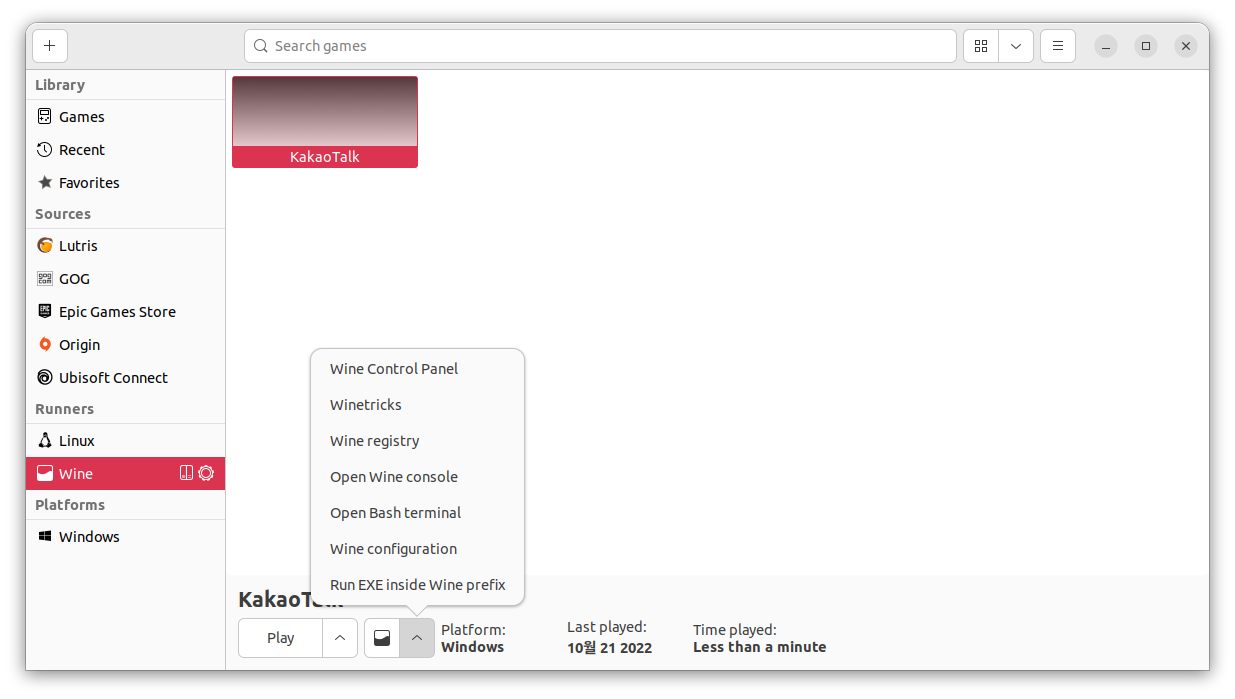 Search games
Library
Games
Recent
Favorites
Sources
Lutris
GOG
Epic Games Store
Origin
Ubisoft Connect
Runners
Linux
Wine
Platforms
Windows
KakaoTalk
Wine Control Panel
Winetricks
Wine registry
Open Wine console
Open Bash terminal
Wine configuration
Run EXE inside Wine prefix
KakaoTalk
Play
Platform:
Windows
Last played:
10월 21 2022
Time played:
Less than a minute